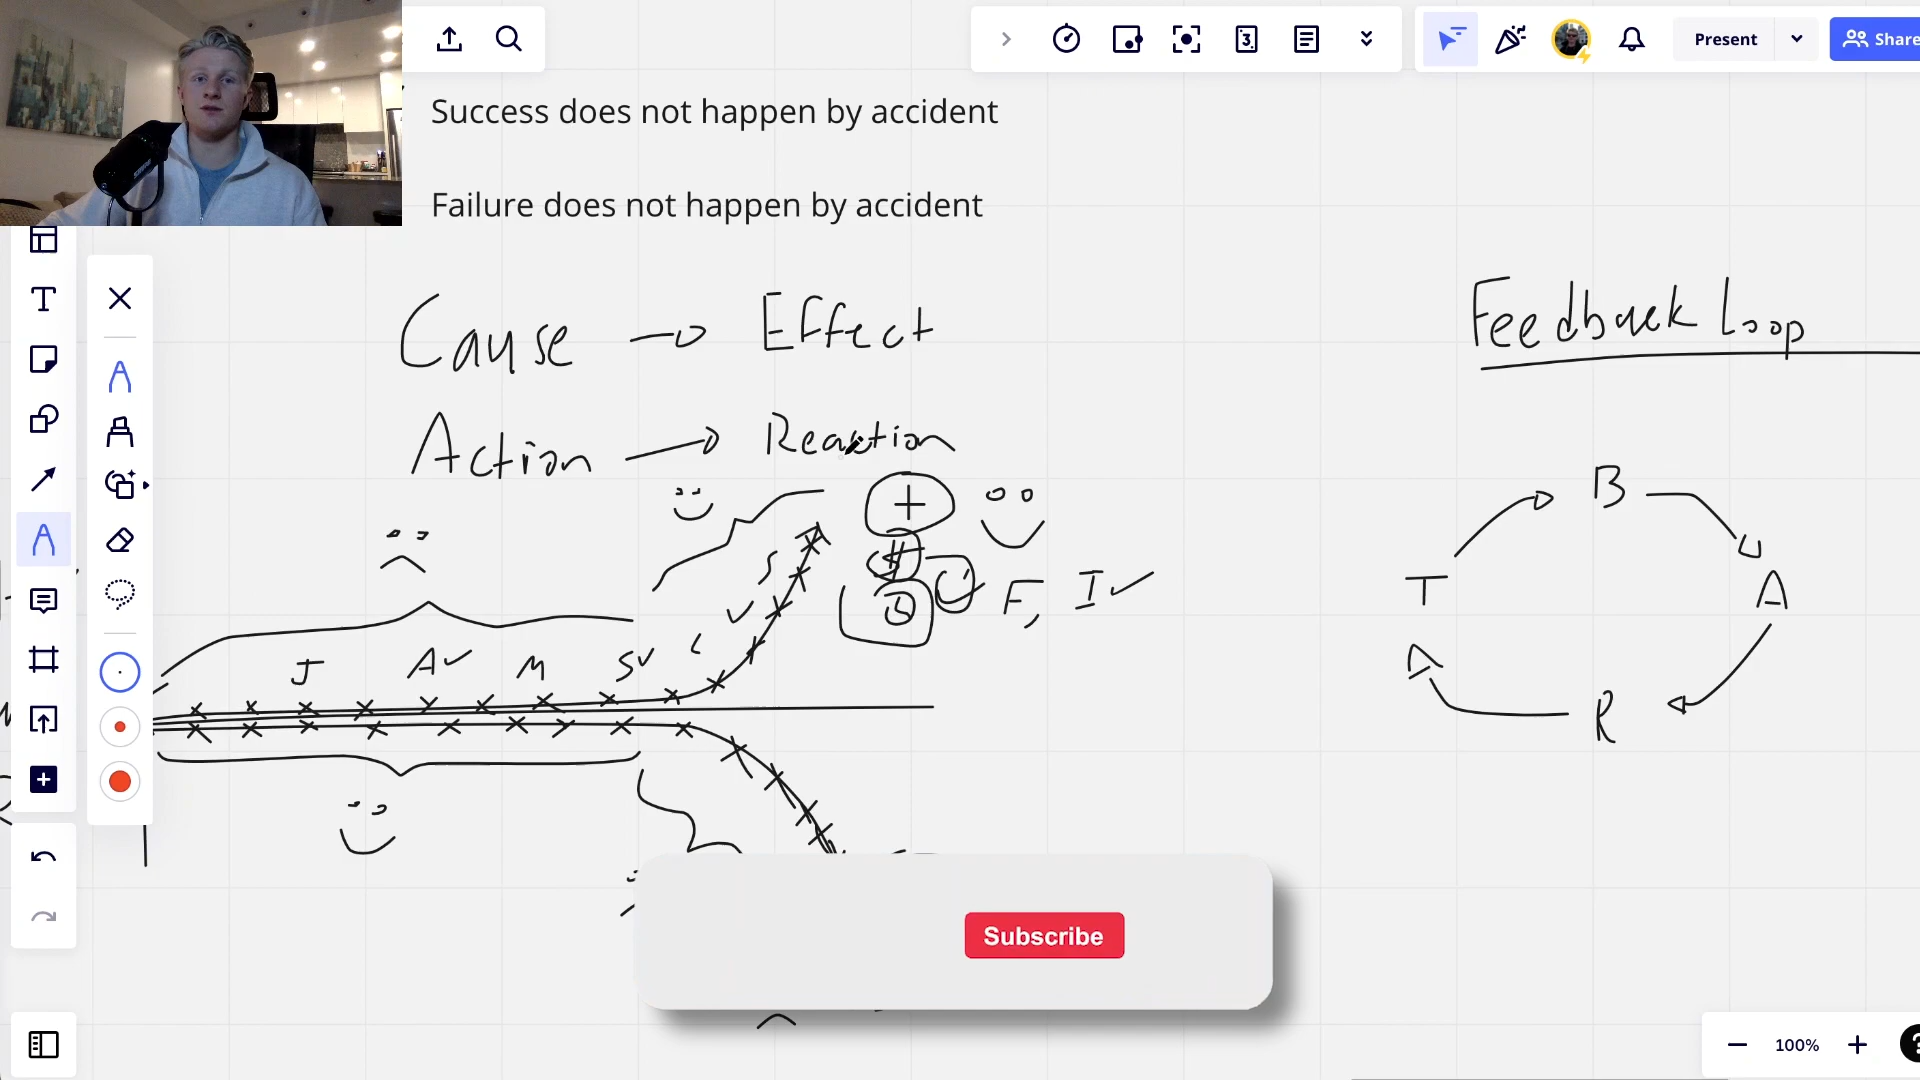 Present
Share
Success does not happen by accident
Failure does not happen by accident
Cause → Effect
Action → Reaction
+
F, I ✓
J A ✓ M S ✓
Feedback Loop
B
T
A
R
Subscribe
100%